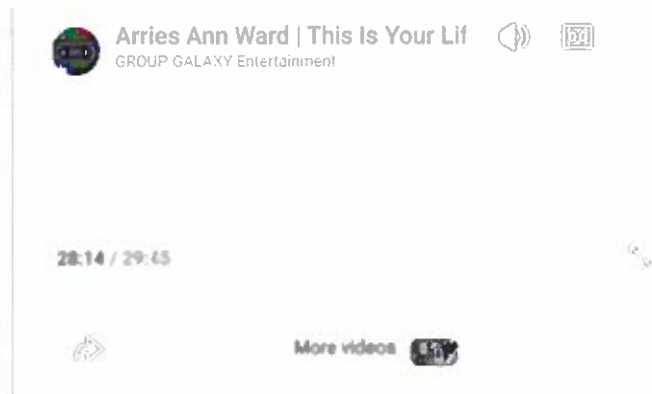 Arries Ann Ward | This Is Your Lif
GROUP GALAXY Entertainment
28:14 / 29:45
More videos